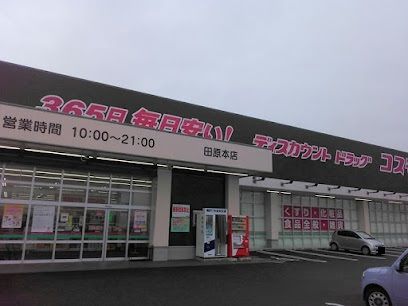 365日 毎日安い! ディスカウント ドラッグ コス
営業時間 10:00～21:00 田原本店
くすり・化粧品
食品全般・雑貨